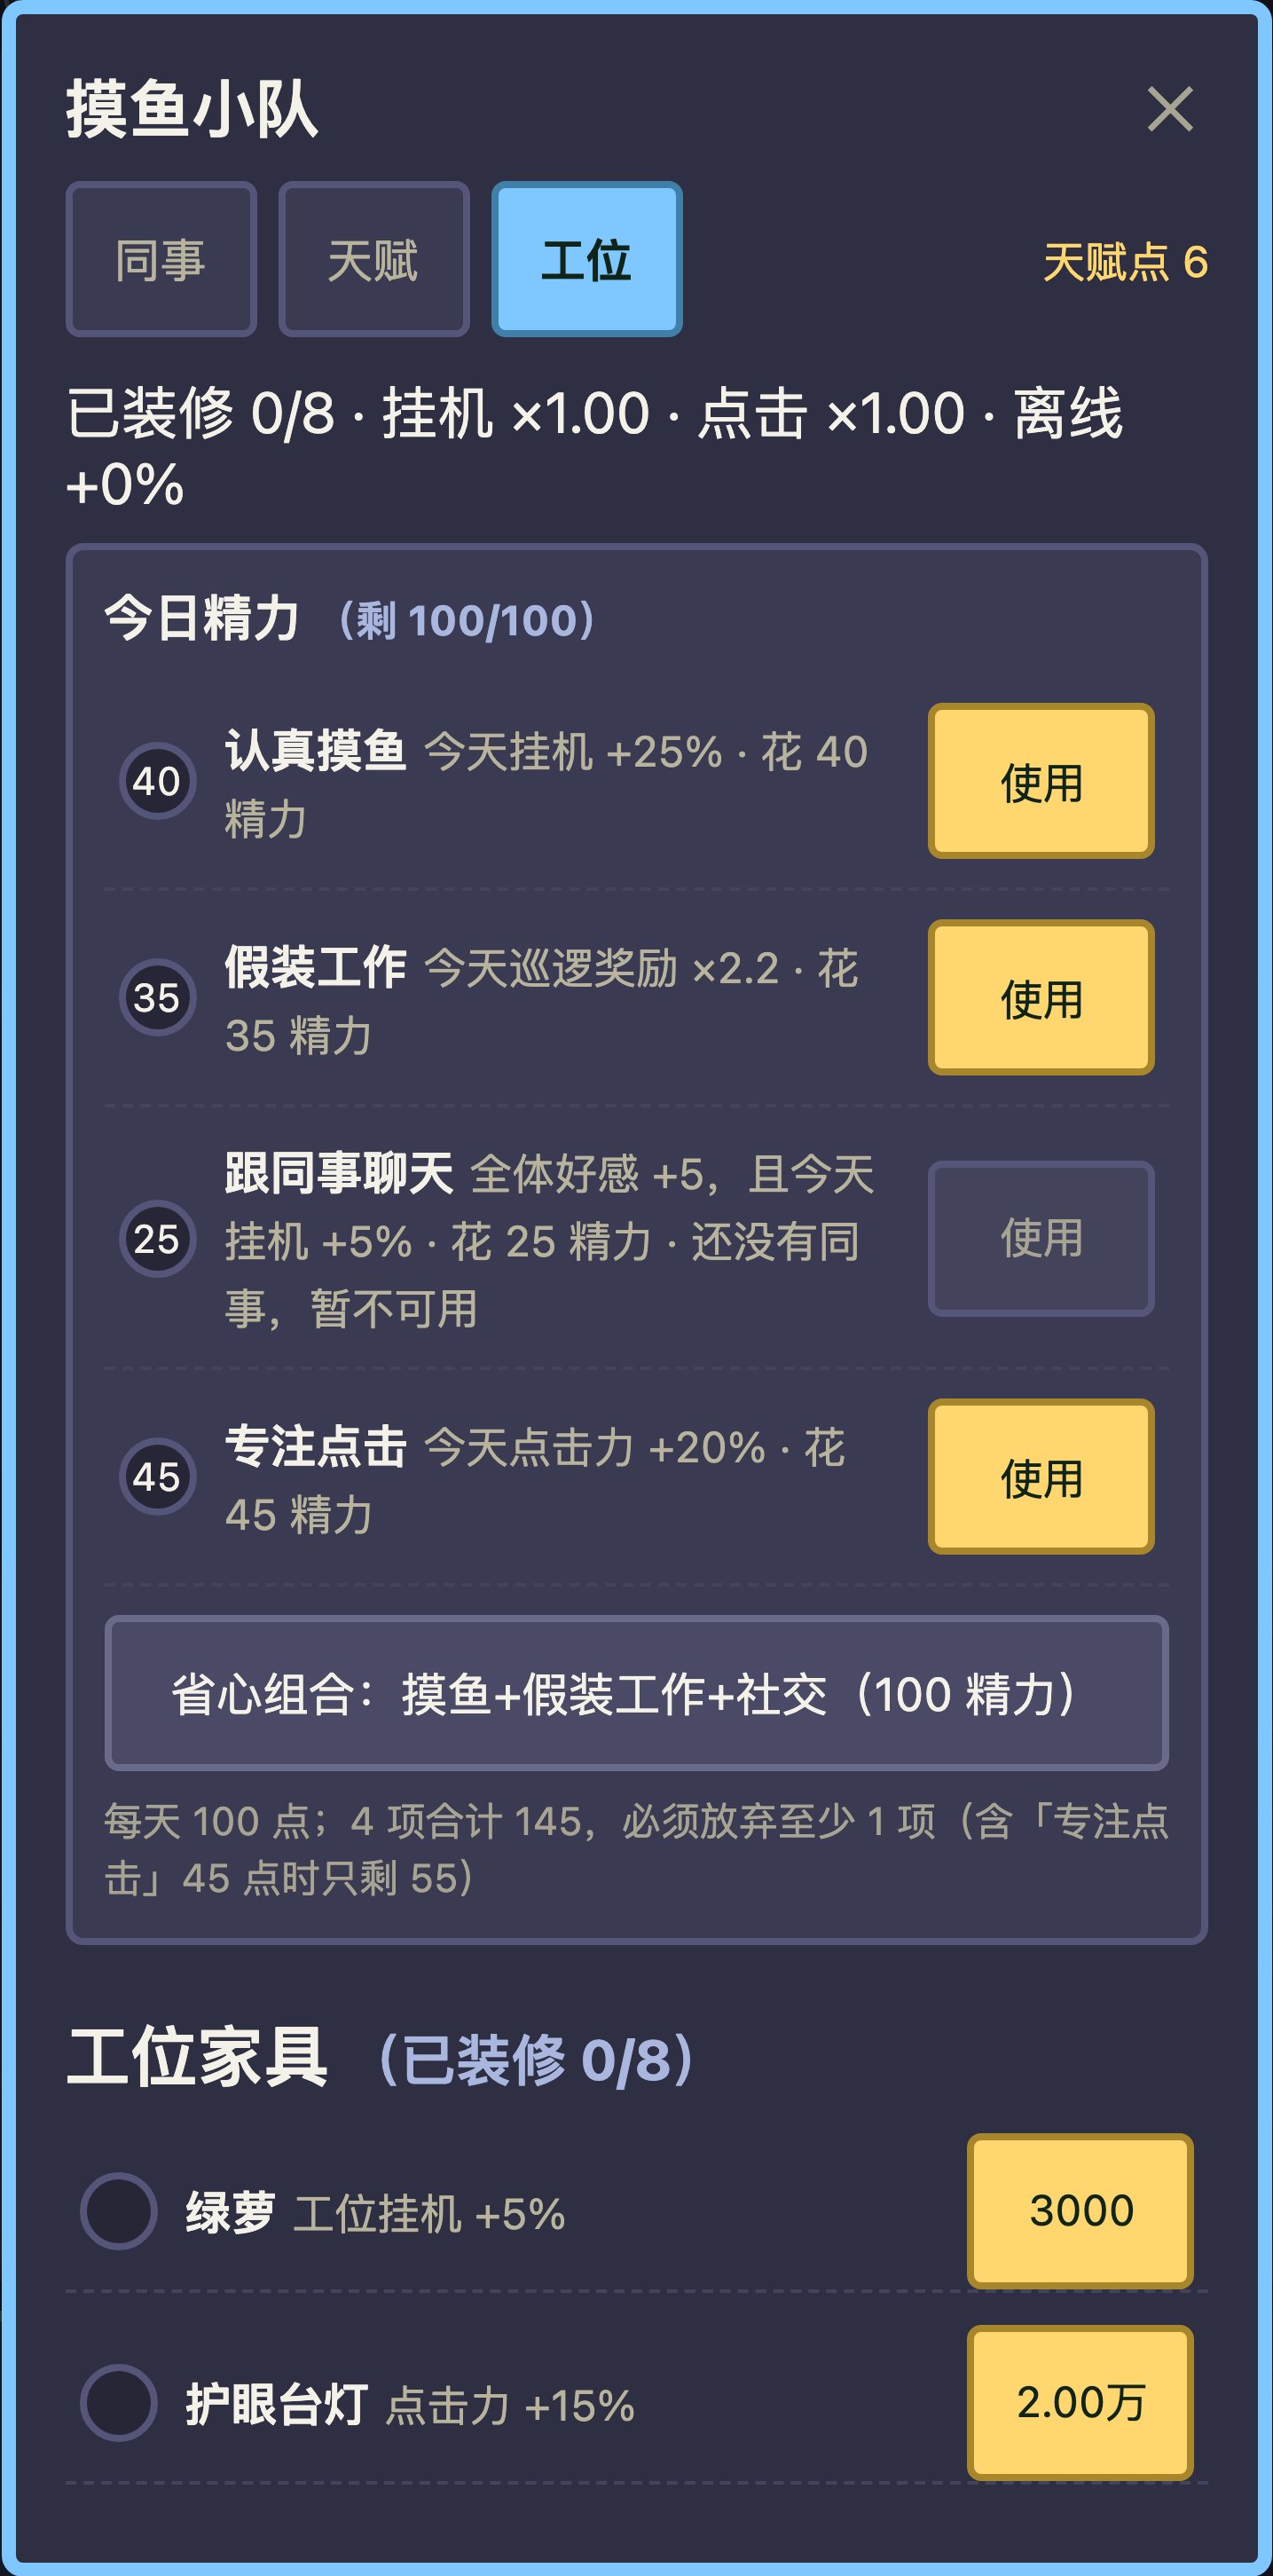 摸鱼小队
同事 天赋 工位 天赋点 6
已装修 0/8 · 挂机 ×1.00 · 点击 ×1.00 · 离线
+0%
今日精力 （剩 100/100）
40 认真摸鱼 今天挂机 +25% · 花 40
精力
使用
35 假装工作 今天巡逻奖励 ×2.2 · 花
35 精力
使用
25 跟同事聊天 全体好感 +5，且今天
挂机 +5% · 花 25 精力 · 还没有同
事，暂不可用
使用
45 专注点击 今天点击力 +20% · 花
45 精力
使用
省心组合：摸鱼+假装工作+社交（100 精力）
每天 100 点；4 项合计 145，必须放弃至少 1 项（含「专注点
击」45 点时只剩 55）
工位家具 （已装修 0/8）
绿萝 工位挂机 +5% 3000
护眼台灯 点击力 +15% 2.00万